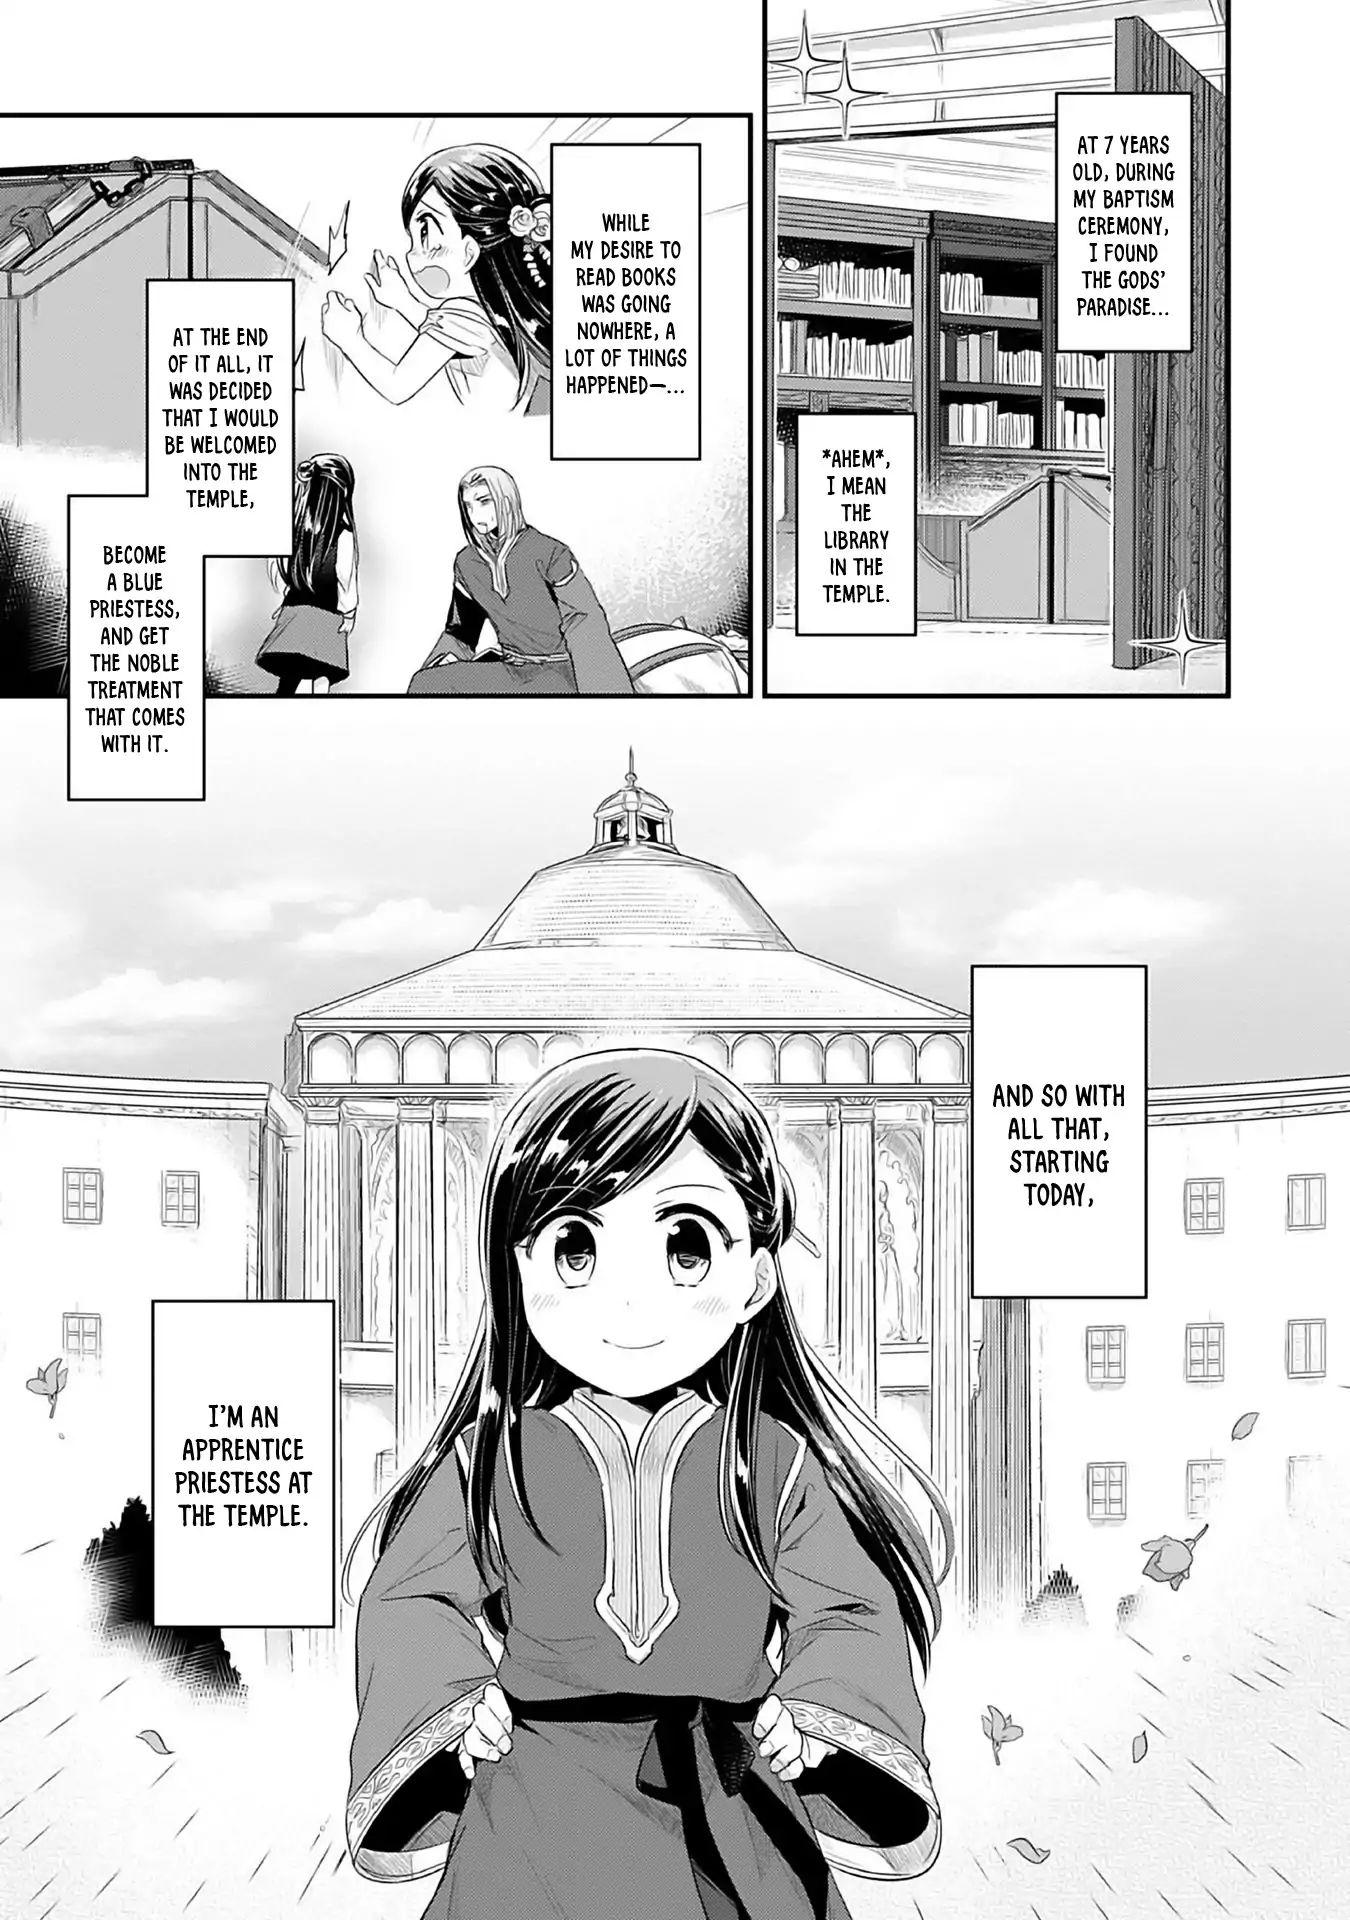 AT 7 YEARS
OLD, DURING
MY BAPTISM
CEREMONY,
I FOUND
THE GODS'
PARADISE...
*AHEM*,
I MEAN
THE
LIBRARY
IN THE
TEMPLE.
WHILE
MY DESIRE TO
READ BOOKS
WAS GOING
NOWHERE, A
LOT OF THINGS
HAPPENED—...
AT THE END
OF IT ALL, IT
WAS DECIDED
THAT I WOULD
BE WELCOMED
INTO THE
TEMPLE,
BECOME
A BLUE
PRIESTESS,
AND GET
THE NOBLE
TREATMENT
THAT COMES
WITH IT.
AND SO WITH
ALL THAT,
STARTING
TODAY,
I'M AN
APPRENTICE
PRIESTESS AT
THE TEMPLE.